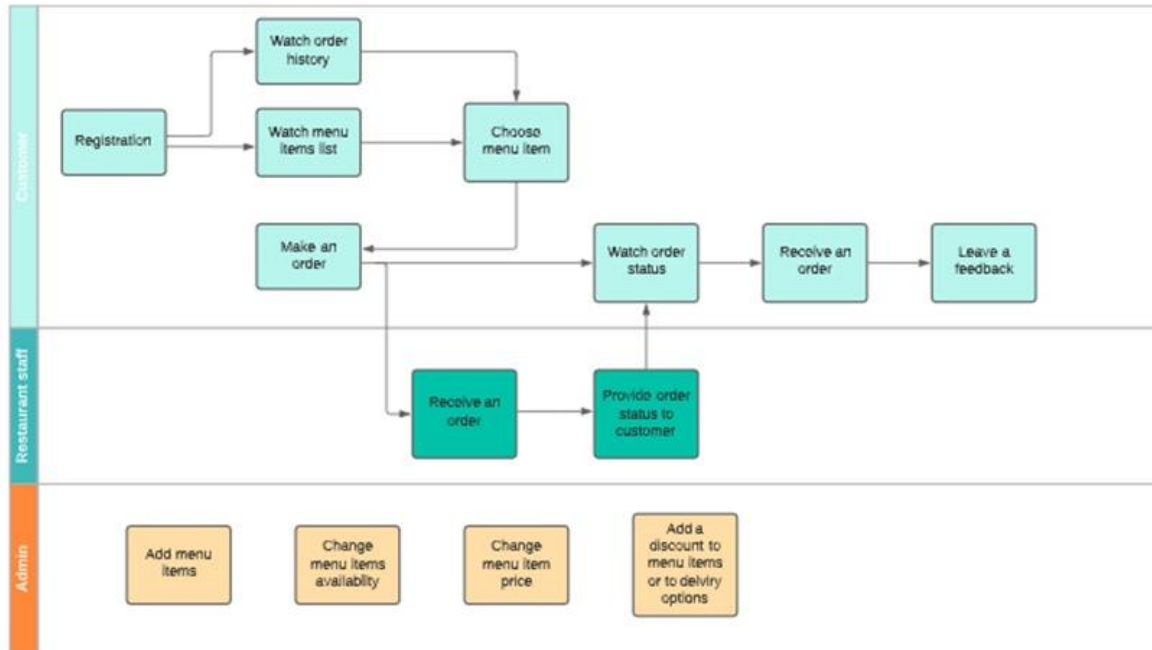 Customer
Watch order
history
Registration
Watch menu
items list
Choose
menu item
Make an
order
Watch order
status
Receive an
order
Leave a
feedback
Restaurant staff
Receive an
order
Provide order
status to
customer
Admin
Add menu
items
Change
menu items
availability
Change
menu item
price
Add a
discount to
menu items
or to delviry
options